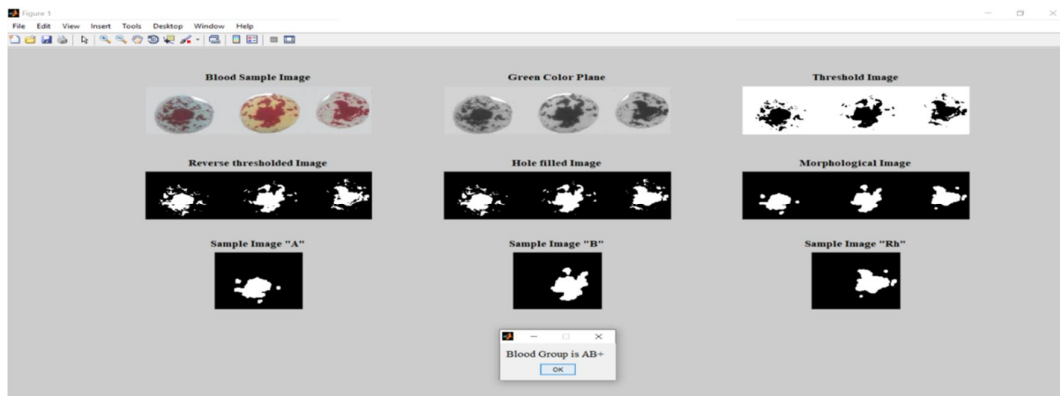 Figure 1
File Edit View Insert Tools Desktop Window Help
Blood Sample Image Green Color Plane Threshold Image
Reverse thresholded Image Hole filled Image Morphological Image
Sample Image "A" Sample Image "B" Sample Image "Rh"
Blood Group is AB+
OK